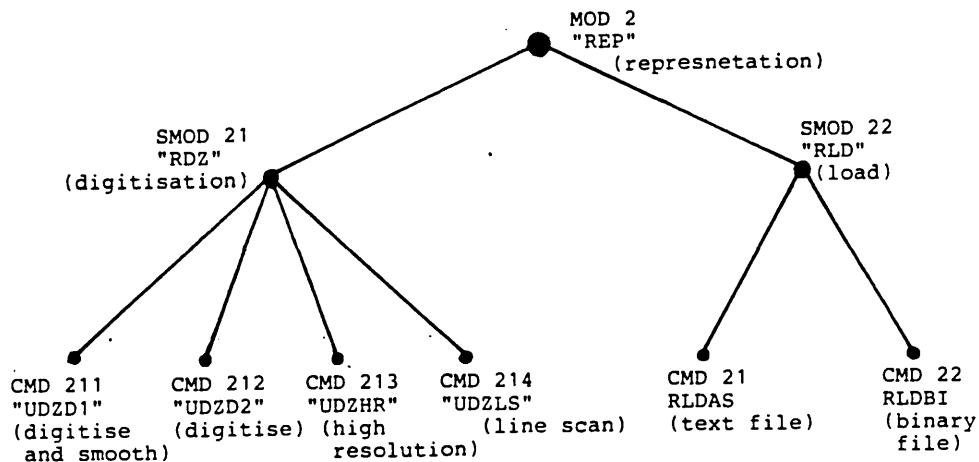 MOD 2
"REP"
(represnetation)
SMOD 21
"RDZ"
(digitisation)
SMOD 22
"RLD"
(load)
CMD 211
"UDZD1"
(digitise
and smooth)
CMD 212
"UDZD2"
(digitise)
CMD 213
"UDZHR"
(high
resolution)
CMD 214
"UDZLS"
(line scan)
CMD 21
RLDAS
(text file)
CMD 22
RLDBI
(binary
file)